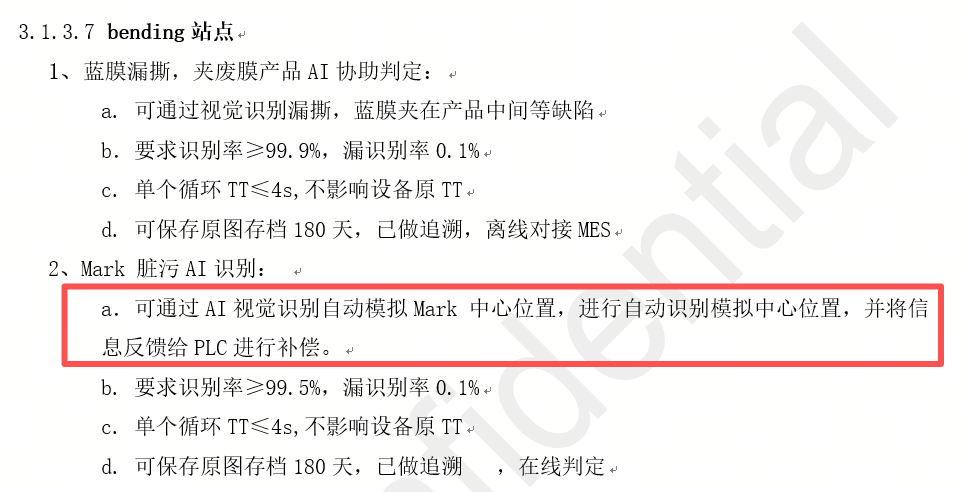 3.1.3.7 bending 站点
1、蓝膜漏撕，夹废膜产品 AI 协助判定：
a. 可通过视觉识别漏撕，蓝膜夹在产品中间等缺陷
b. 要求识别率≥99.9%，漏识别率 0.1%
c. 单个循环 TT≤4s,不影响设备原 TT
d. 可保存原图存档 180 天，己做追溯，离线对接 MES
2、Mark 脏污 AI 识别：
a. 可通过 AI 视觉识别自动模拟 Mark 中心位置，进行自动识别模拟中心位置，并将信
息反馈给 PLC 进行补偿。
b. 要求识别率≥99.5%，漏识别率 0.1%
c. 单个循环 TT≤4s,不影响设备原 TT
d. 可保存原图存档 180 天，己做追溯 ，在线判定
nfidential